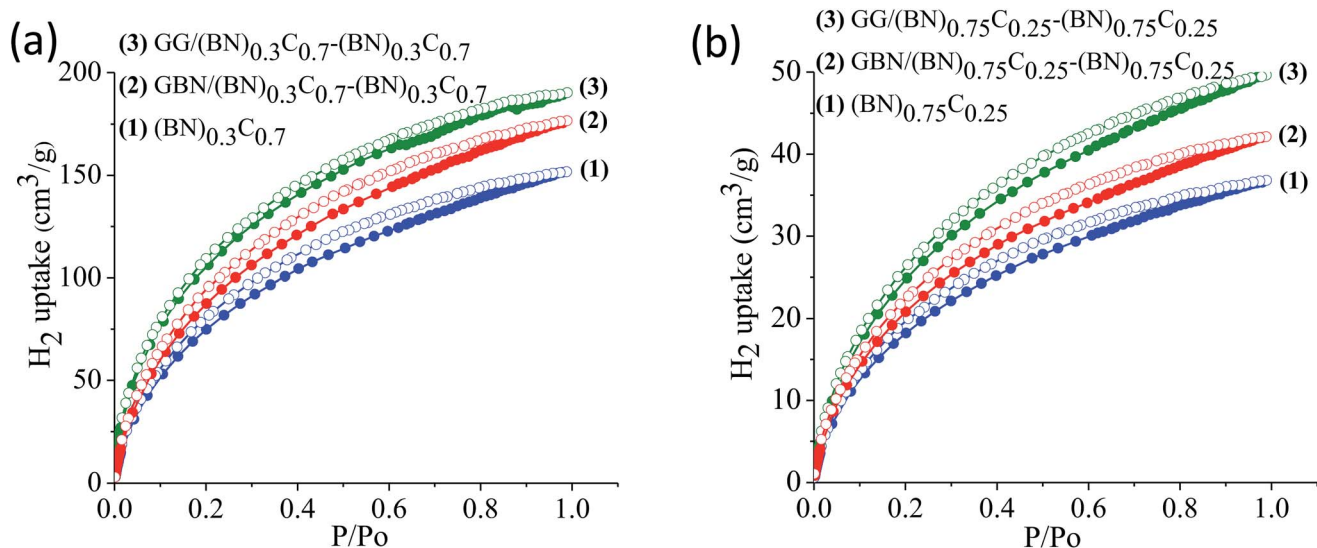 (a)
(3) GG/(BN)0.3C0.7-(BN)0.3C0.7
(2) GBN/(BN)0.3C0.7-(BN)0.3C0.7
(1) (BN)0.3C0.7
200
150
100
50
0
H2 uptake (cm³/g)
(3)
(2)
(1)
0.0 0.2 0.4 0.6 0.8 1.0
P/Po
(b)
(3) GG/(BN)0.75C0.25-(BN)0.75C0.25
(2) GBN/(BN)0.75C0.25-(BN)0.75C0.25
(1) (BN)0.75C0.25
50
40
30
20
10
0
H2 uptake (cm³/g)
(3)
(2)
(1)
0.0 0.2 0.4 0.6 0.8 1.0
P/Po